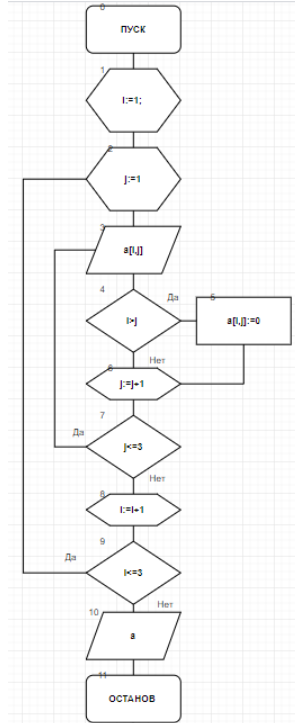 0
ПУСК
1
I:=1;
2
j:=1
3
a[I,j]
4
Да
5
I>j
a[I,j]:=0
Нет
6
j:=j+1
7
Да
j<=3
Нет
8
I:=I+1
9
Да
I<=3
Нет
10
a
11
ОСТАНОВ